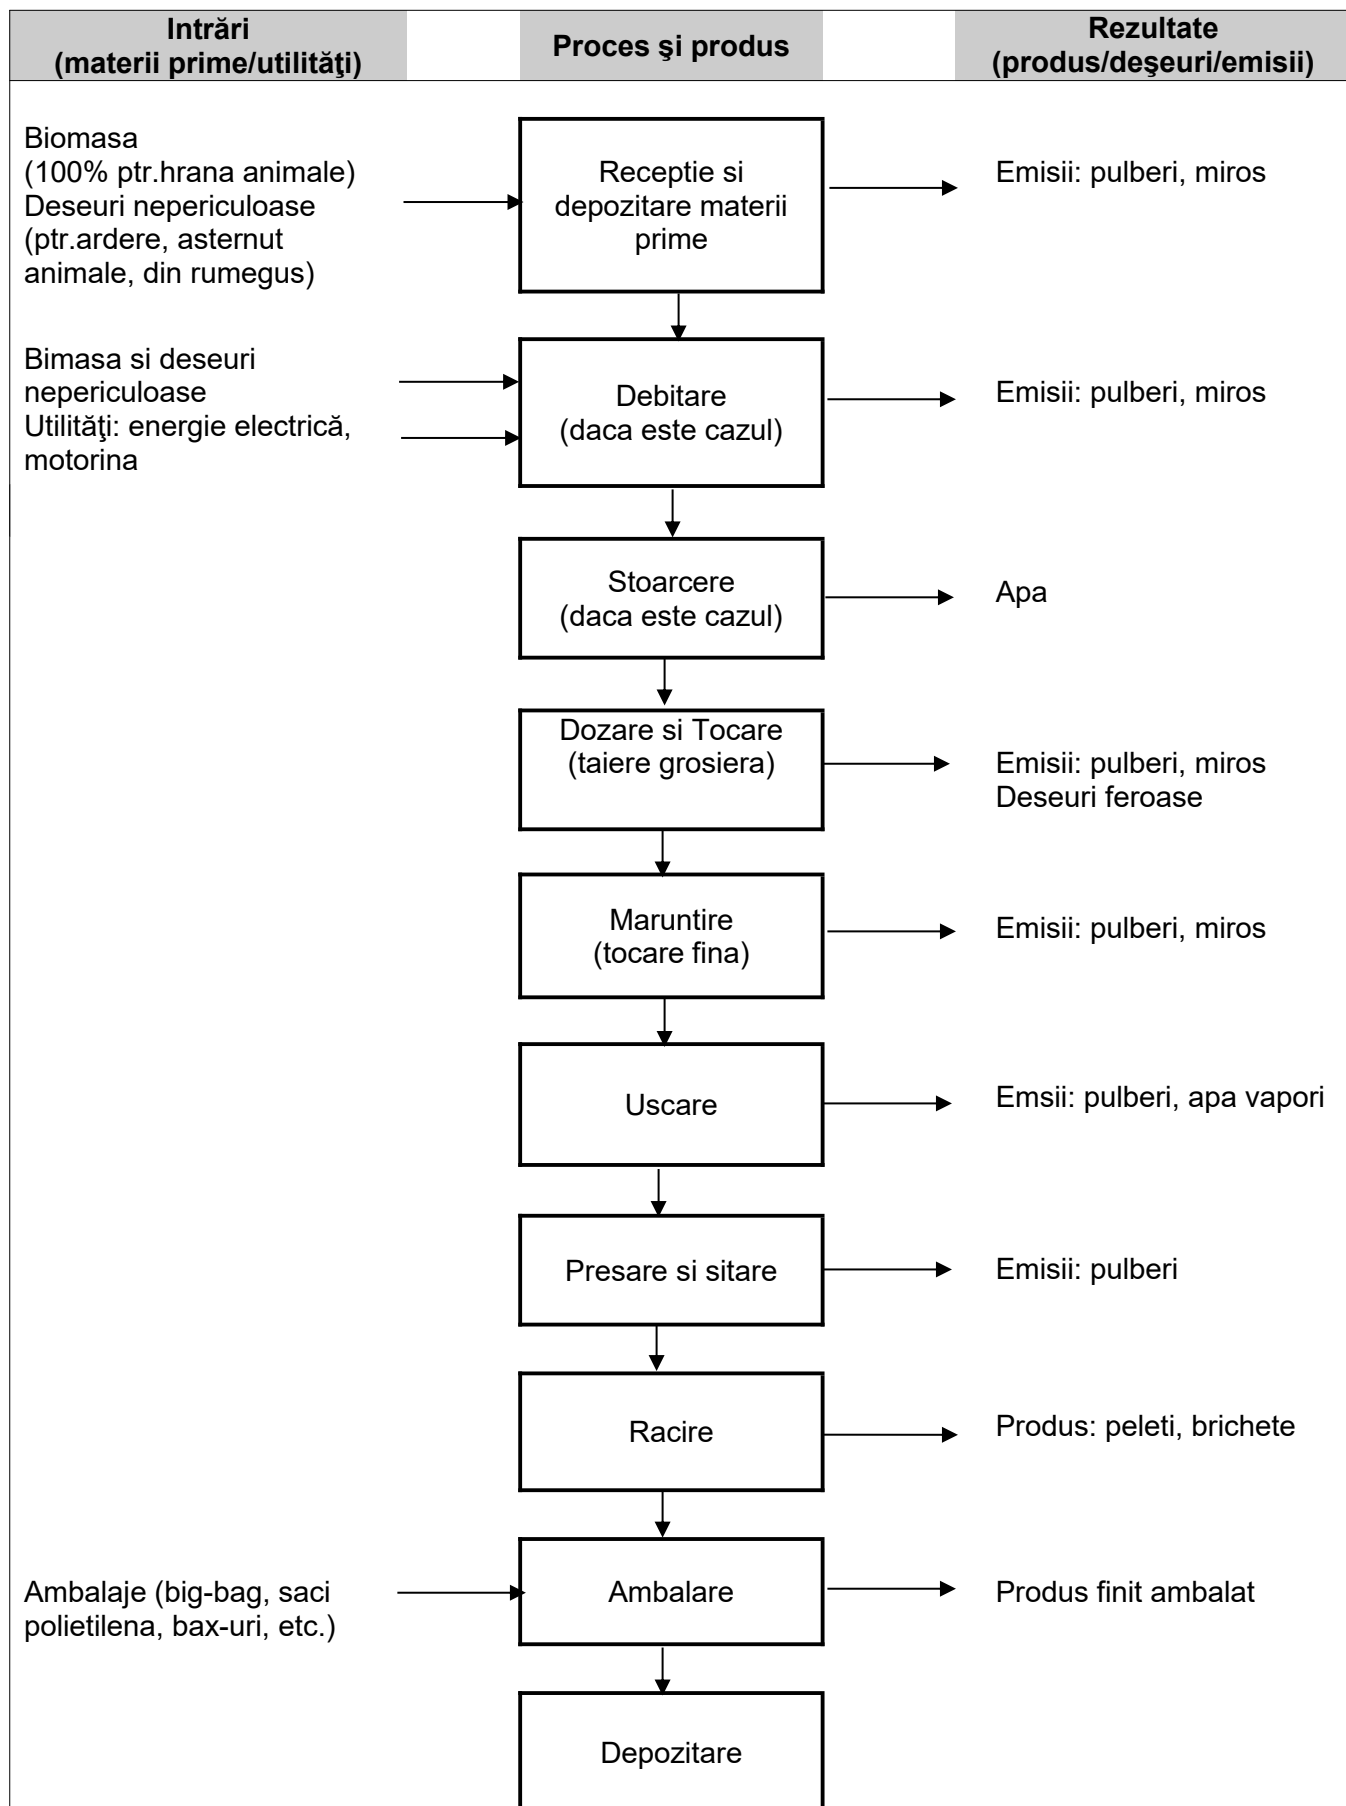 Intrări
(materii prime/utilităţi)
Proces şi produs
Rezultate
(produs/deşeuri/emisii)
Biomasa
(100% ptr.hrana animale)
Deseuri nepericuloase
(ptr.ardere, asternut
animale, din rumegus)
Receptie si
depozitare materii
prime
Emisii: pulberi, miros
Bimasa si deseuri
nepericuloase
Utilităţi: energie electrică,
motorina
Debitare
(daca este cazul)
Emisii: pulberi, miros
Stoarcere
(daca este cazul)
Apa
Dozare si Tocare
(taiere grosiera)
Emisii: pulberi, miros
Deseuri feroase
Maruntire
(tocare fina)
Emisii: pulberi, miros
Uscare
Emsii: pulberi, apa vapori
Presare si sitare
Emisii: pulberi
Racire
Produs: peleti, brichete
Ambalaje (big-bag, saci
polietilena, bax-uri, etc.)
Ambalare
Produs finit ambalat
Depozitare